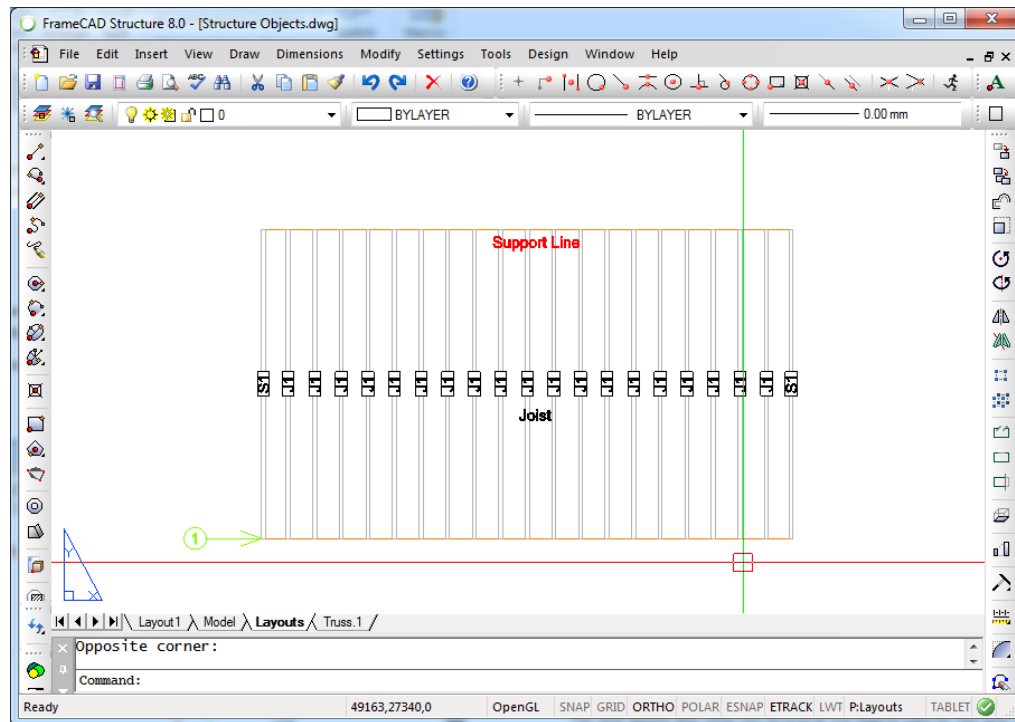 FrameCAD Structure 8.0 - [Structure Objects.dwg]
File Edit Insert View Draw Dimensions Modify Settings Tools Design Window Help
ABC A
0 BYLAYER BYLAYER 0.00 mm
Support Line
S1 J1 J1 J1 J1 J1 J1 J1 J1 J1 J1 J1 J1 J1 J1 J1 J1 J1 J1 J1 S1
Joist
1
Y
X
Layout1 Model Layouts Truss.1
Opposite corner:
Command:
Ready 49163,27340,0 OpenGL SNAP GRID ORTHO POLAR ESNAP ETRACK LWT P:Layouts TABLET